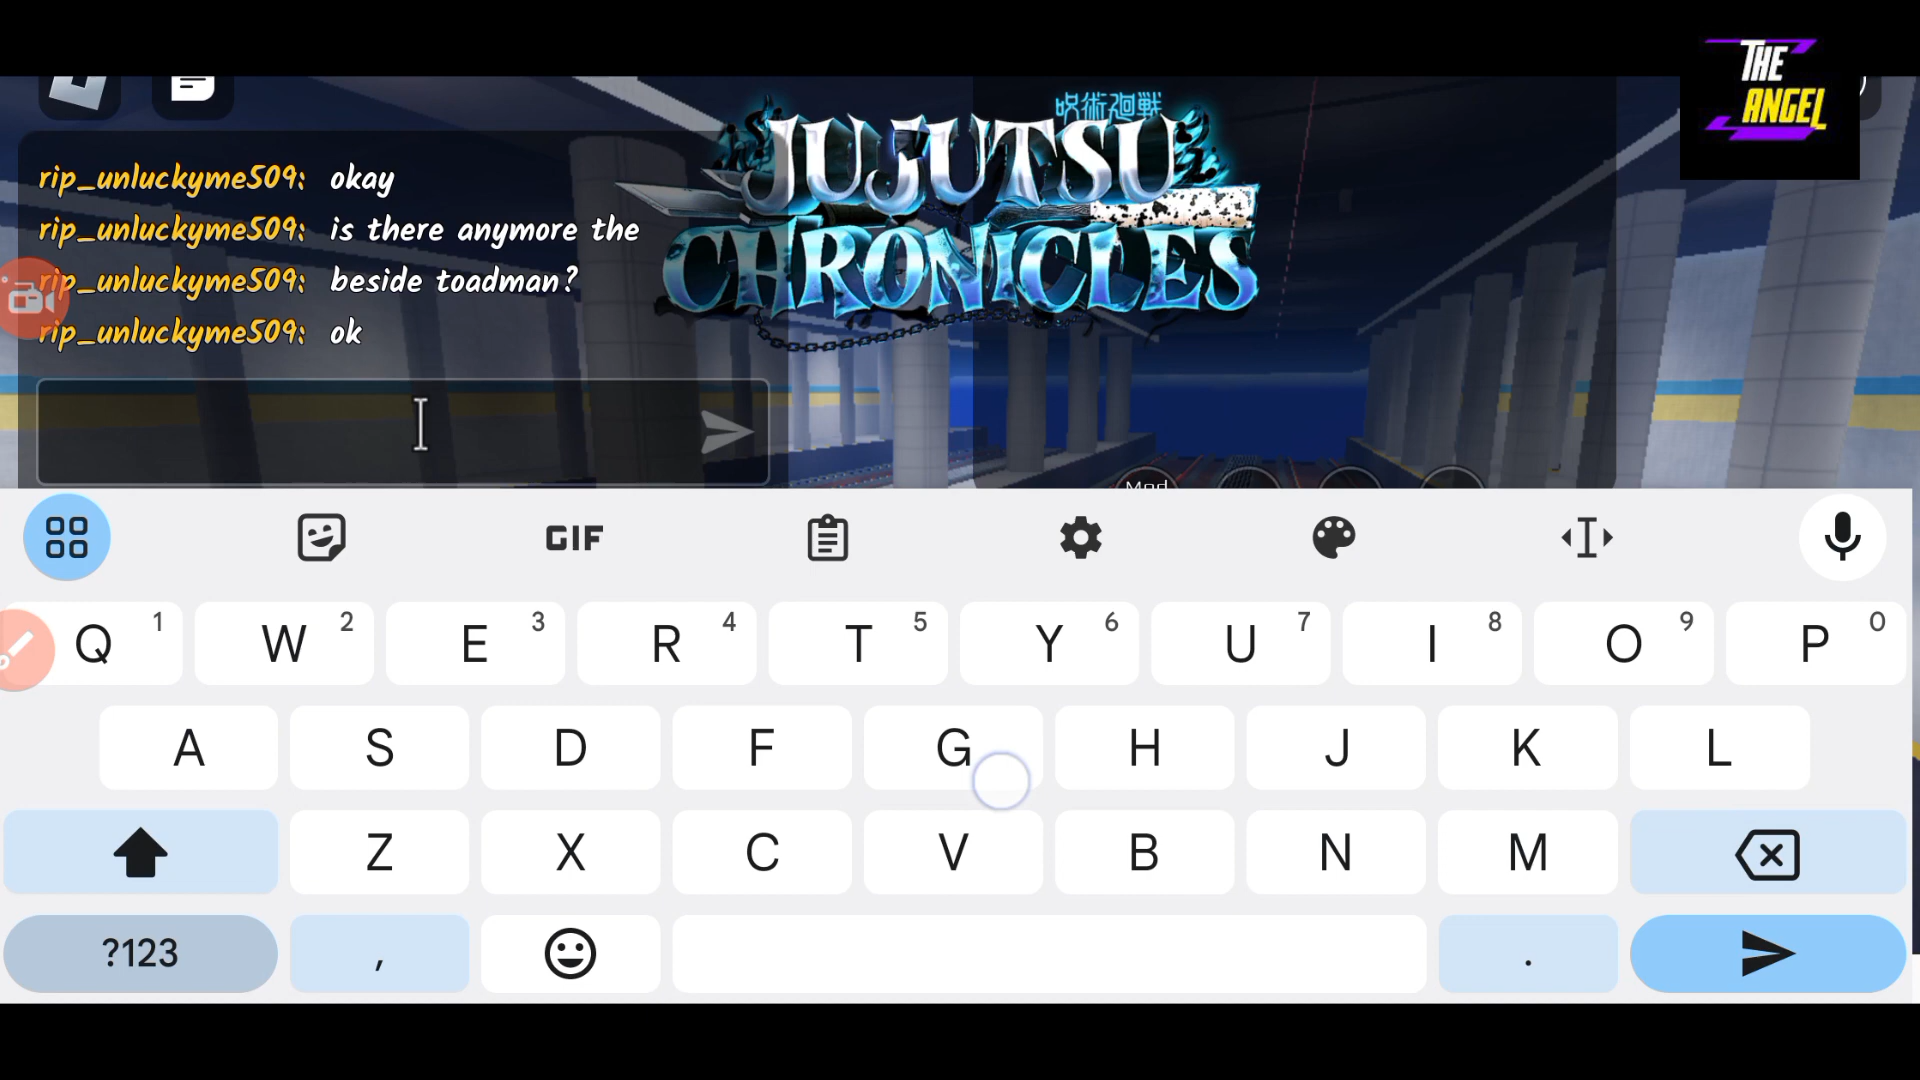 THE
ANGEL
呪術廻戦
JUJUTSU
CHRONICLES
rip_unluckyme509: okay
rip_unluckyme509: is there anymore the
rip_unluckyme509: beside toadman?
rip_unluckyme509: ok
Mod
GIF
Q 1 W 2 E 3 R 4 T 5 Y 6 U 7 I 8 O 9 P 0
A S D F G H J K L
Z X C V B N M
?123 , .